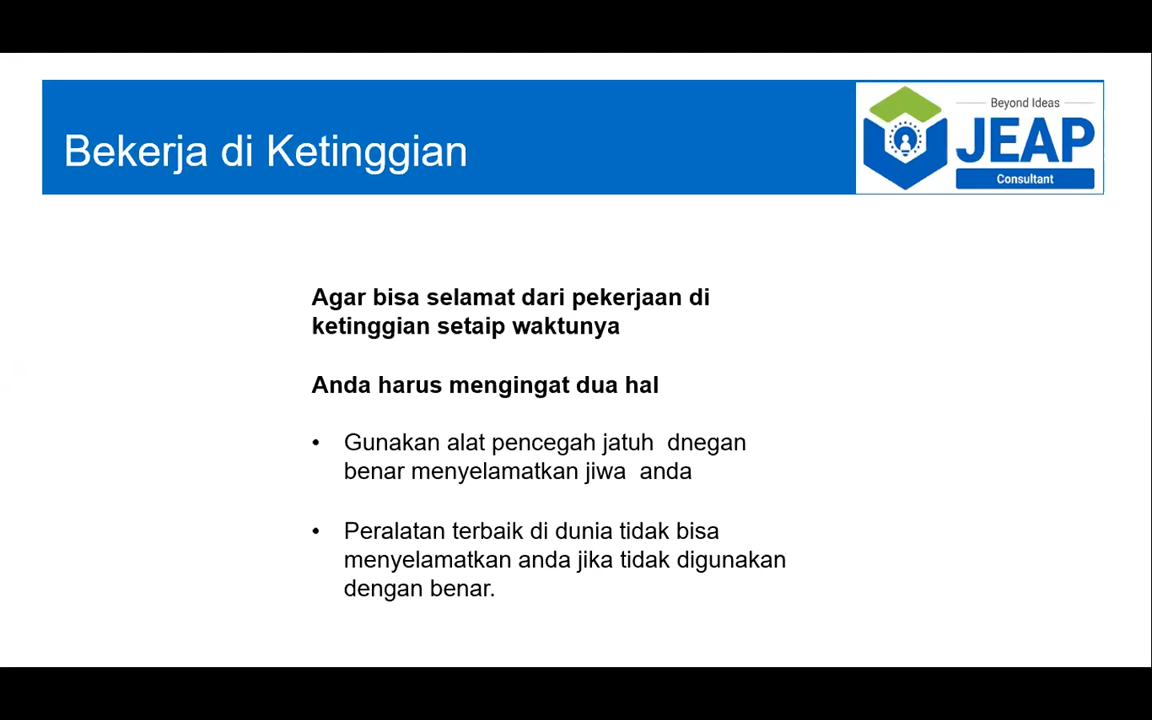 Bekerja di Ketinggian
Beyond Ideas
JEAP
Consultant
Agar bisa selamat dari pekerjaan di
ketinggian setaip waktunya
Anda harus mengingat dua hal
• Gunakan alat pencegah jatuh  dnegan
benar menyelamatkan jiwa  anda
• Peralatan terbaik di dunia tidak bisa
menyelamatkan anda jika tidak digunakan
dengan benar.